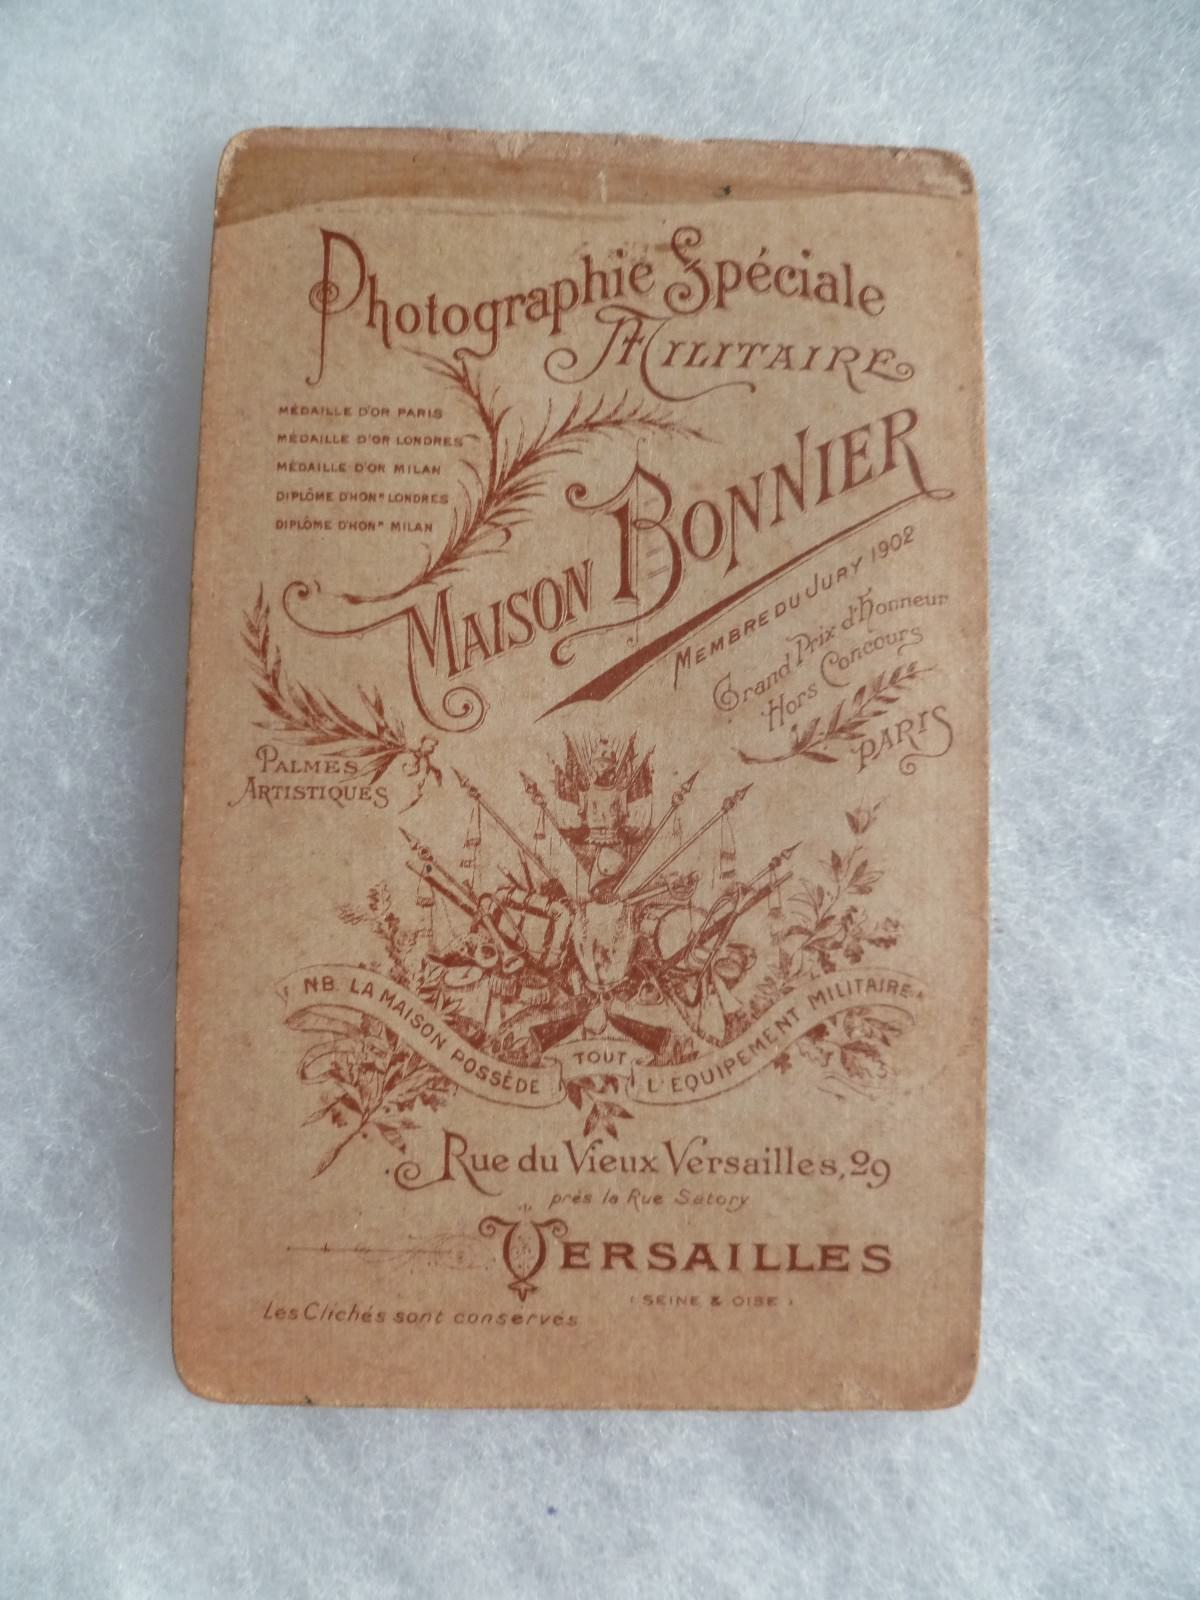 Photographie Spéciale
Militaire
MÉDAILLE D'OR PARIS
MÉDAILLE D'OR LONDRES
MÉDAILLE D'OR MILAN
DIPLÔME D'HONR LONDRES
DIPLÔME D'HONR MILAN
MAISON BONNIER
MEMBRE DU JURY 1902
Grand Prix d'Honneur
Hors Concours
PARIS
PALMES
ARTISTIQUES
NB. LA MAISON POSSÈDE TOUT L'ÉQUIPEMENT MILITAIRE
Rue du Vieux Versailles, 29
près la Rue Satory
VERSAILLES
(SEINE & OISE)
Les Clichés sont conservés